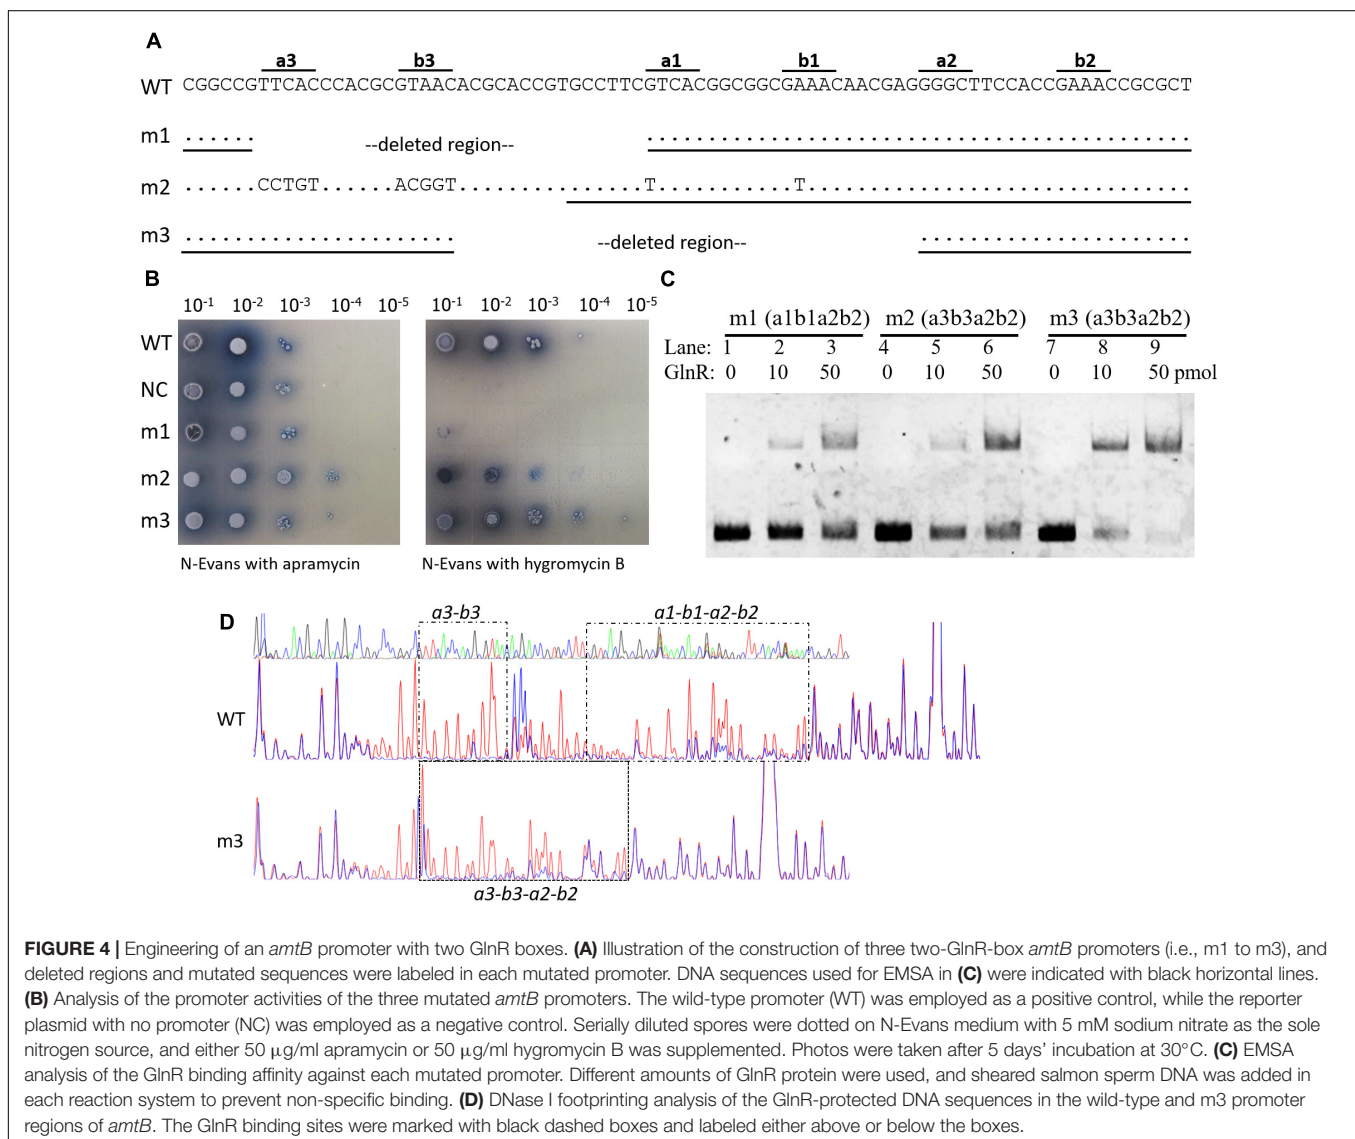 A
a3 b3 a1 b1 a2 b2
WT CGGCCGTTCACCCACGCGTAACACGCACCGTGCCTTCGTCACGGCGGCGAAACAACGAGGGGCTTCCACCGAAACCGCGCT
m1 ...... --deleted region-- ................................................
m2 ......CCTGT.......ACGGT.................T.............T..................................
m3 ........................ --deleted region-- ........................
B
10-1 10-2 10-3 10-4 10-5 10-1 10-2 10-3 10-4 10-5
WT
NC
m1
m2
m3
N-Evans with apramycin N-Evans with hygromycin B
C
m1 (a1b1a2b2) m2 (a3b3a2b2) m3 (a3b3a2b2)
Lane: 1 2 3 4 5 6 7 8 9
GlnR: 0 10 50 0 10 50 0 10 50 pmol
D
a3-b3 a1-b1-a2-b2
WT
m3
a3-b3-a2-b2
FIGURE 4 | Engineering of an amtB promoter with two GlnR boxes. (A) Illustration of the construction of three two-GlnR-box amtB promoters (i.e., m1 to m3), and
deleted regions and mutated sequences were labeled in each mutated promoter. DNA sequences used for EMSA in (C) were indicated with black horizontal lines.
(B) Analysis of the promoter activities of the three mutated amtB promoters. The wild-type promoter (WT) was employed as a positive control, while the reporter
plasmid with no promoter (NC) was employed as a negative control. Serially diluted spores were dotted on N-Evans medium with 5 mM sodium nitrate as the sole
nitrogen source, and either 50 μg/ml apramycin or 50 μg/ml hygromycin B was supplemented. Photos were taken after 5 days' incubation at 30°C. (C) EMSA
analysis of the GlnR binding affinity against each mutated promoter. Different amounts of GlnR protein were used, and sheared salmon sperm DNA was added in
each reaction system to prevent non-specific binding. (D) DNase I footprinting analysis of the GlnR-protected DNA sequences in the wild-type and m3 promoter
regions of amtB. The GlnR binding sites were marked with black dashed boxes and labeled either above or below the boxes.